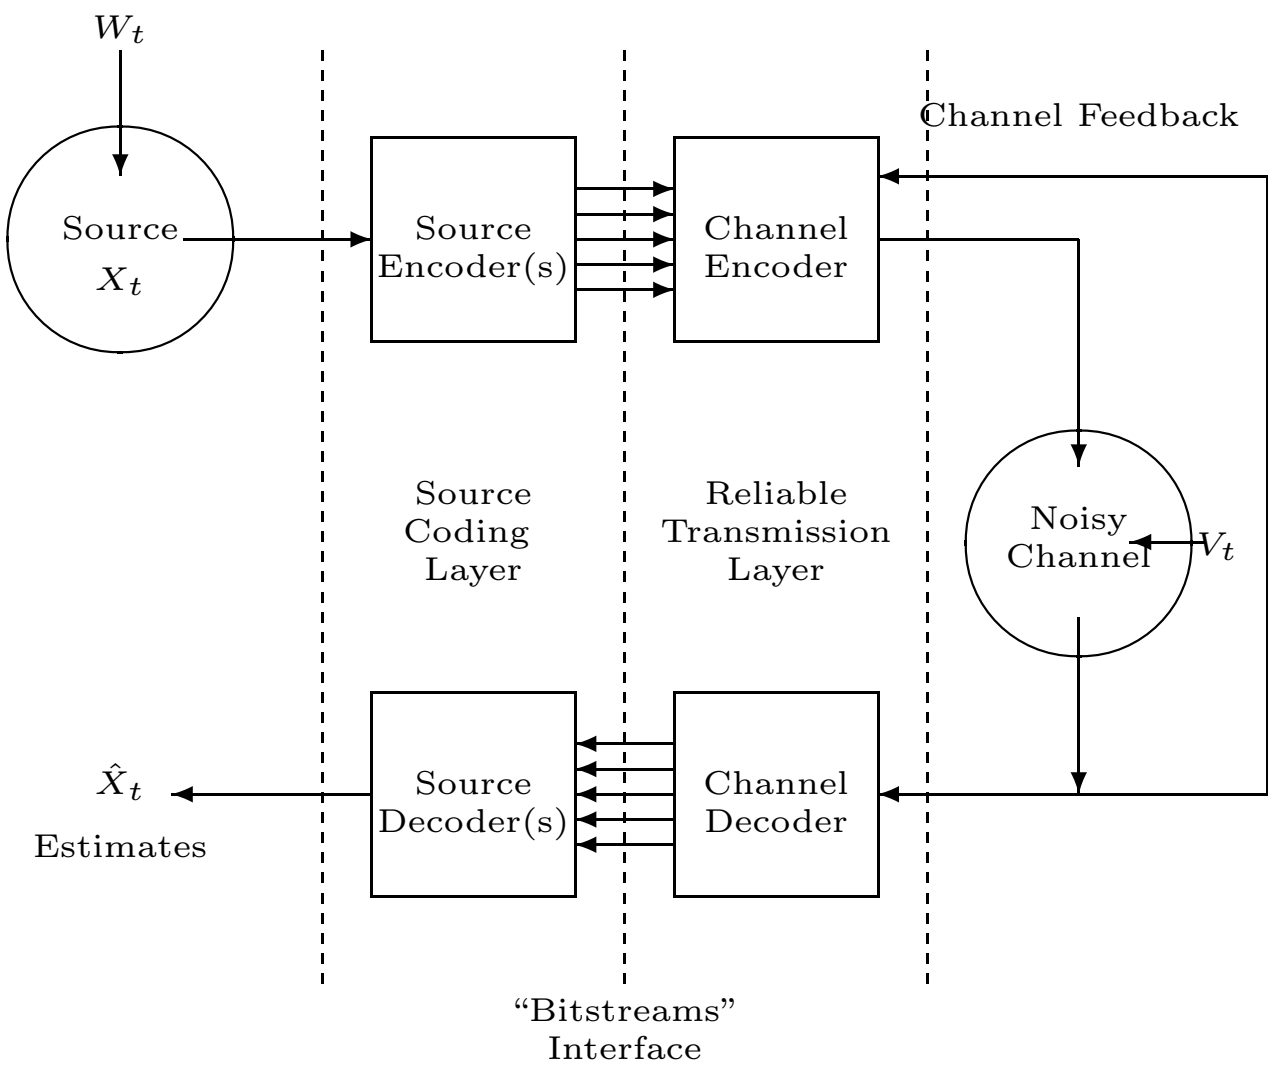 W_t
Channel Feedback
Source
X_t
Source
Encoder(s)
Channel
Encoder
Source
Coding
Layer
Reliable
Transmission
Layer
Noisy
Channel
V_t
X̂_t
Estimates
Source
Decoder(s)
Channel
Decoder
“Bitstreams”
Interface